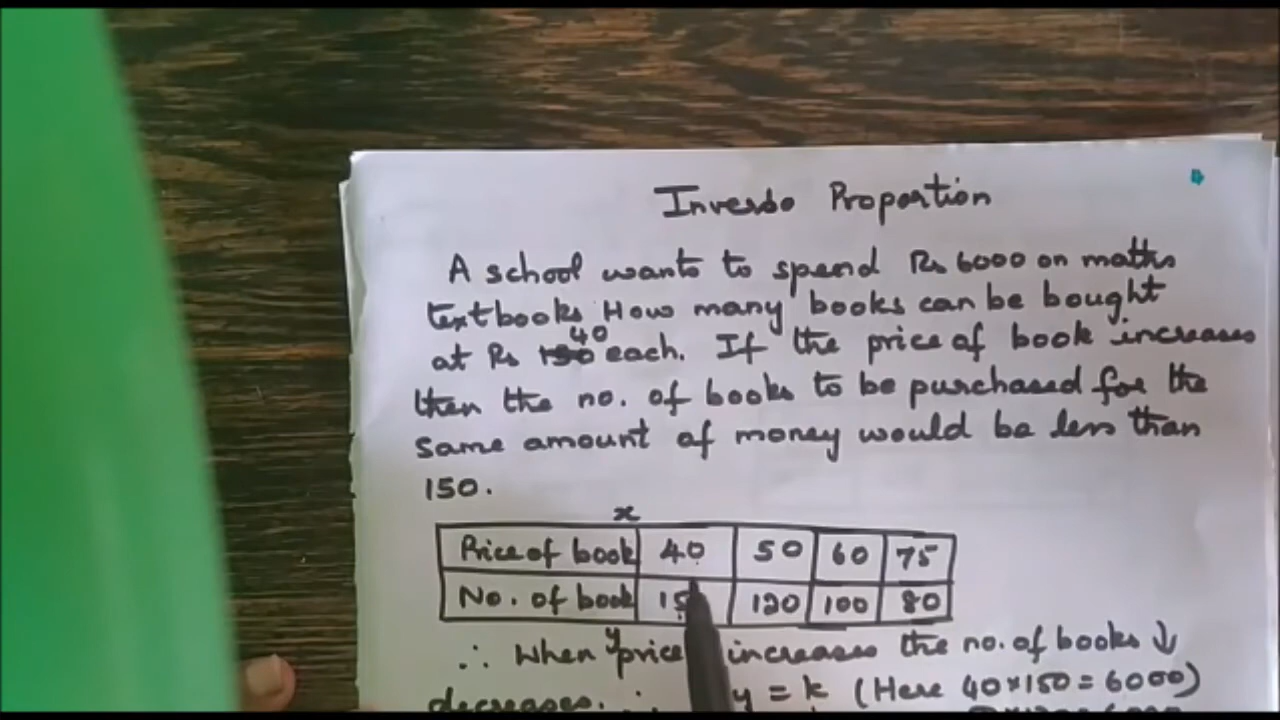 Inverse Proportion
A school wants to spend Rs 6000 on maths
textbooks. How many books can be bought
40
at Rs each. If the price of book increases
then the no. of books to be purchased for the
same amount of money would be less than
150.
x
Price of book 40 50 60 75
No. of book 120 100 80
y
∴ When price increases the no. of books ↓
decreases. ∴ y = k (Here 40×150 = 6000)